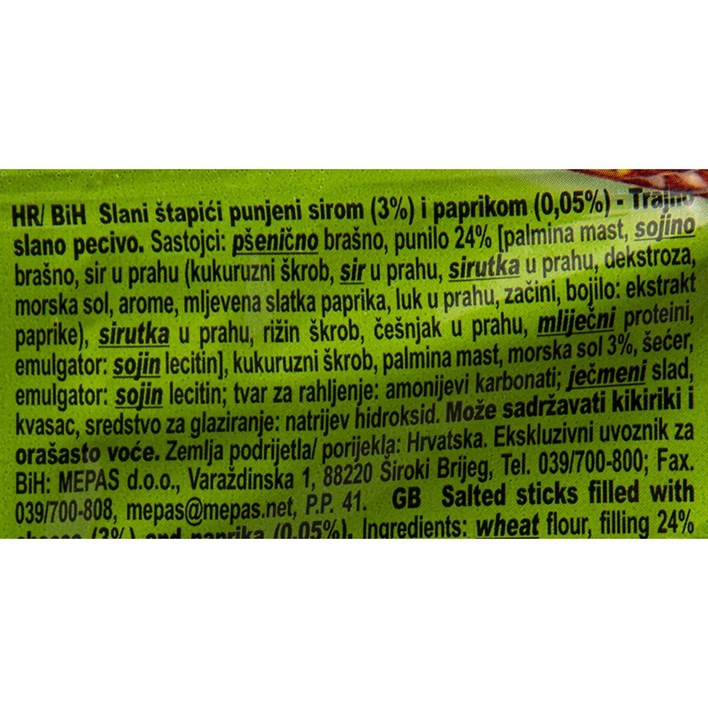 HR/ BiH Slani štapići punjeni sirom (3%) i paprikom (0,05%) - Trajno
slano pecivo. Sastojci: pšenično brašno, punilo 24% [palmina mast, sojino
brašno, sir u prahu (kukuruzni škrob, sir u prahu, sirutka u prahu, dekstroza,
morska sol, arome, mljevena slatka paprika, luk u prahu, začini, bojilo: ekstrakt
paprike), sirutka u prahu, rižin škrob, češnjak u prahu, mliječni proteini,
emulgator: sojin lecitin], kukuruzni škrob, palmina mast, morska sol 3%, šećer,
emulgator: sojin lecitin; tvar za rahljenje: amonijevi karbonati; ječmeni slad,
kvasac, sredstvo za glaziranje: natrijev hidroksid. Može sadržavati kikiriki i
orašasto voće. Zemlja podrijetla/ porijekla: Hrvatska. Ekskluzivni uvoznik za
BiH: MEPAS d.o.o., Varaždinska 1, 88220 Široki Brijeg, Tel. 039/700-800; Fax.
039/700-808, mepas@mepas.net, P.P. 41. GB Salted sticks filled with
cheese (3%) and paprika (0,05%). Ingredients: wheat flour, filling 24%